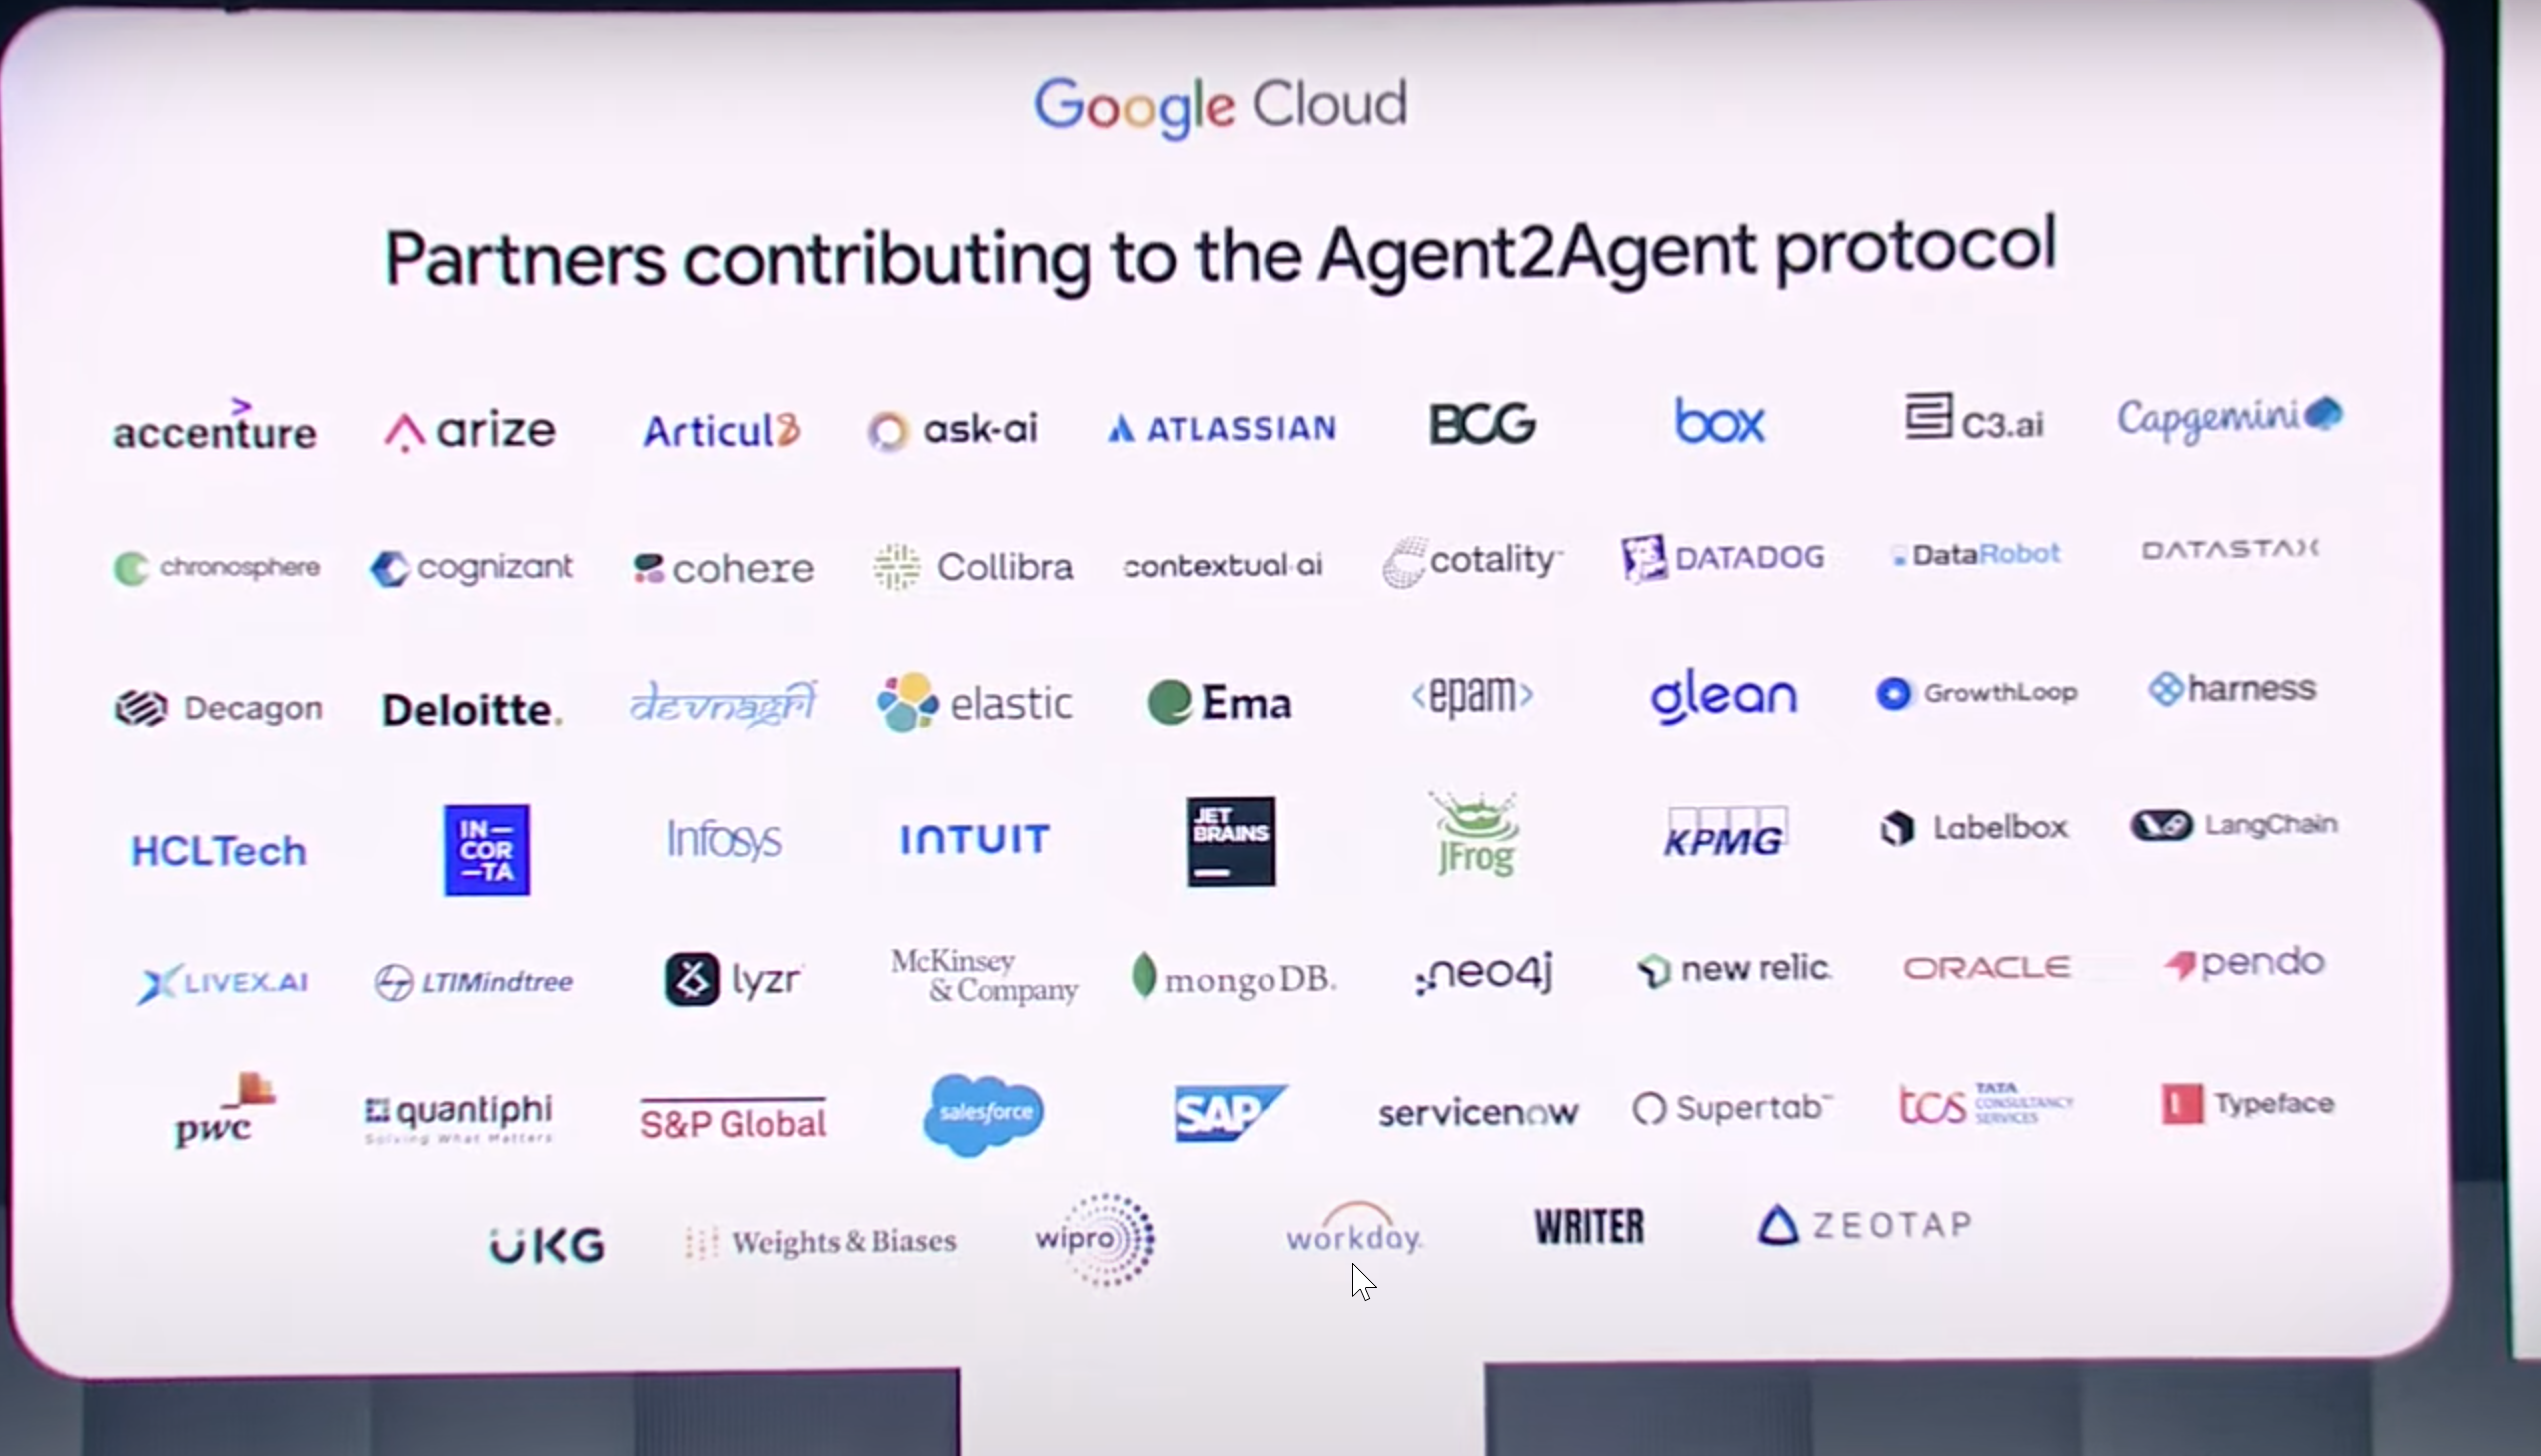 Google Cloud
Partners contributing to the Agent2Agent protocol
accenture arize Articul8 ask-ai ATLASSIAN BCG box C3.ai Capgemini
chronosphere cognizant cohere Collibra contextual ai cotality DATADOG DataRobot DATASTAX
Decagon Deloitte. devnagri elastic Ema <epam> glean GrowthLoop harness
HCLTech IN—COR—TA Infosys INTUIT JET BRAINS JFrog KPMG Labelbox LangChain
LIVEX.AI LTIMindtree lyzr McKinsey & Company mongoDB. neo4j new relic ORACLE pendo
pwc quantiphi Solving What Matters S&P Global salesforce SAP servicenow Supertab™ tcs TATA CONSULTANCY SERVICES Typeface
UKG Weights & Biases wipro workday. WRITER ZEOTAP